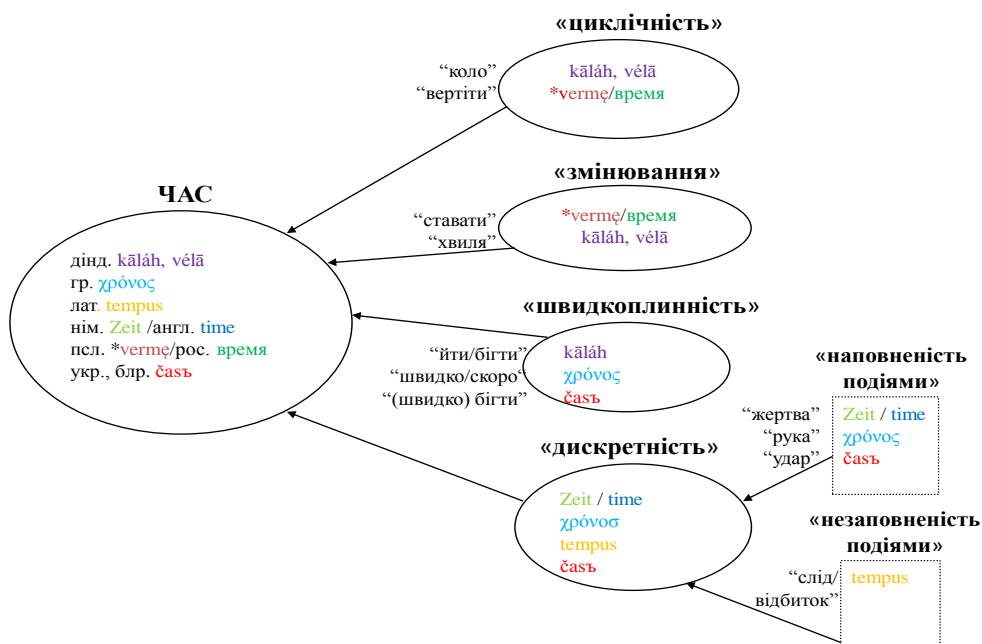 «циклічність»
“коло”
“вертіти”
kāláh, vélā
*vermę/время
«змінювання»
“ставати”
“хвиля”
*vermę/время
kāláh, vélā
ЧАС
дінд. kāláh, vélā
гр. χρόνος
лат. tempus
нім. Zeit /англ. time
псл. *vermę/рос. время
укр., блр. časъ
«швидкоплинність»
“йти/бігти”
“швидко/скоро“
“(швидко) бігти”
kāláh
χρόνος
časъ
«наповненість
подіями»
“жертва”
“рука”
“удар”
Zeit / time
χρόνος
časъ
«дискретність»
Zeit / time
χρόνοσ
tempus
časъ
«незаповненість
подіями»
“слід/
відбиток”
tempus